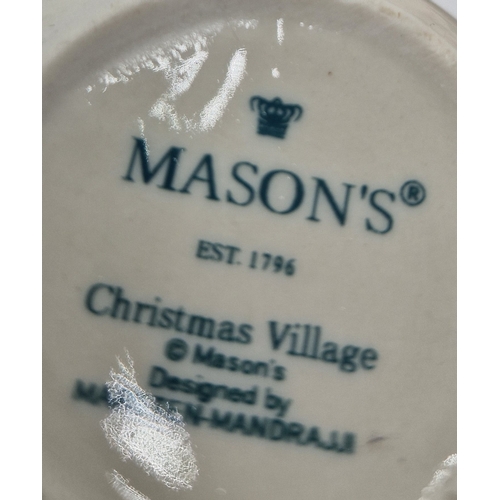 MASON'S®
EST. 1796
Christmas Village
© Mason's
Designed by